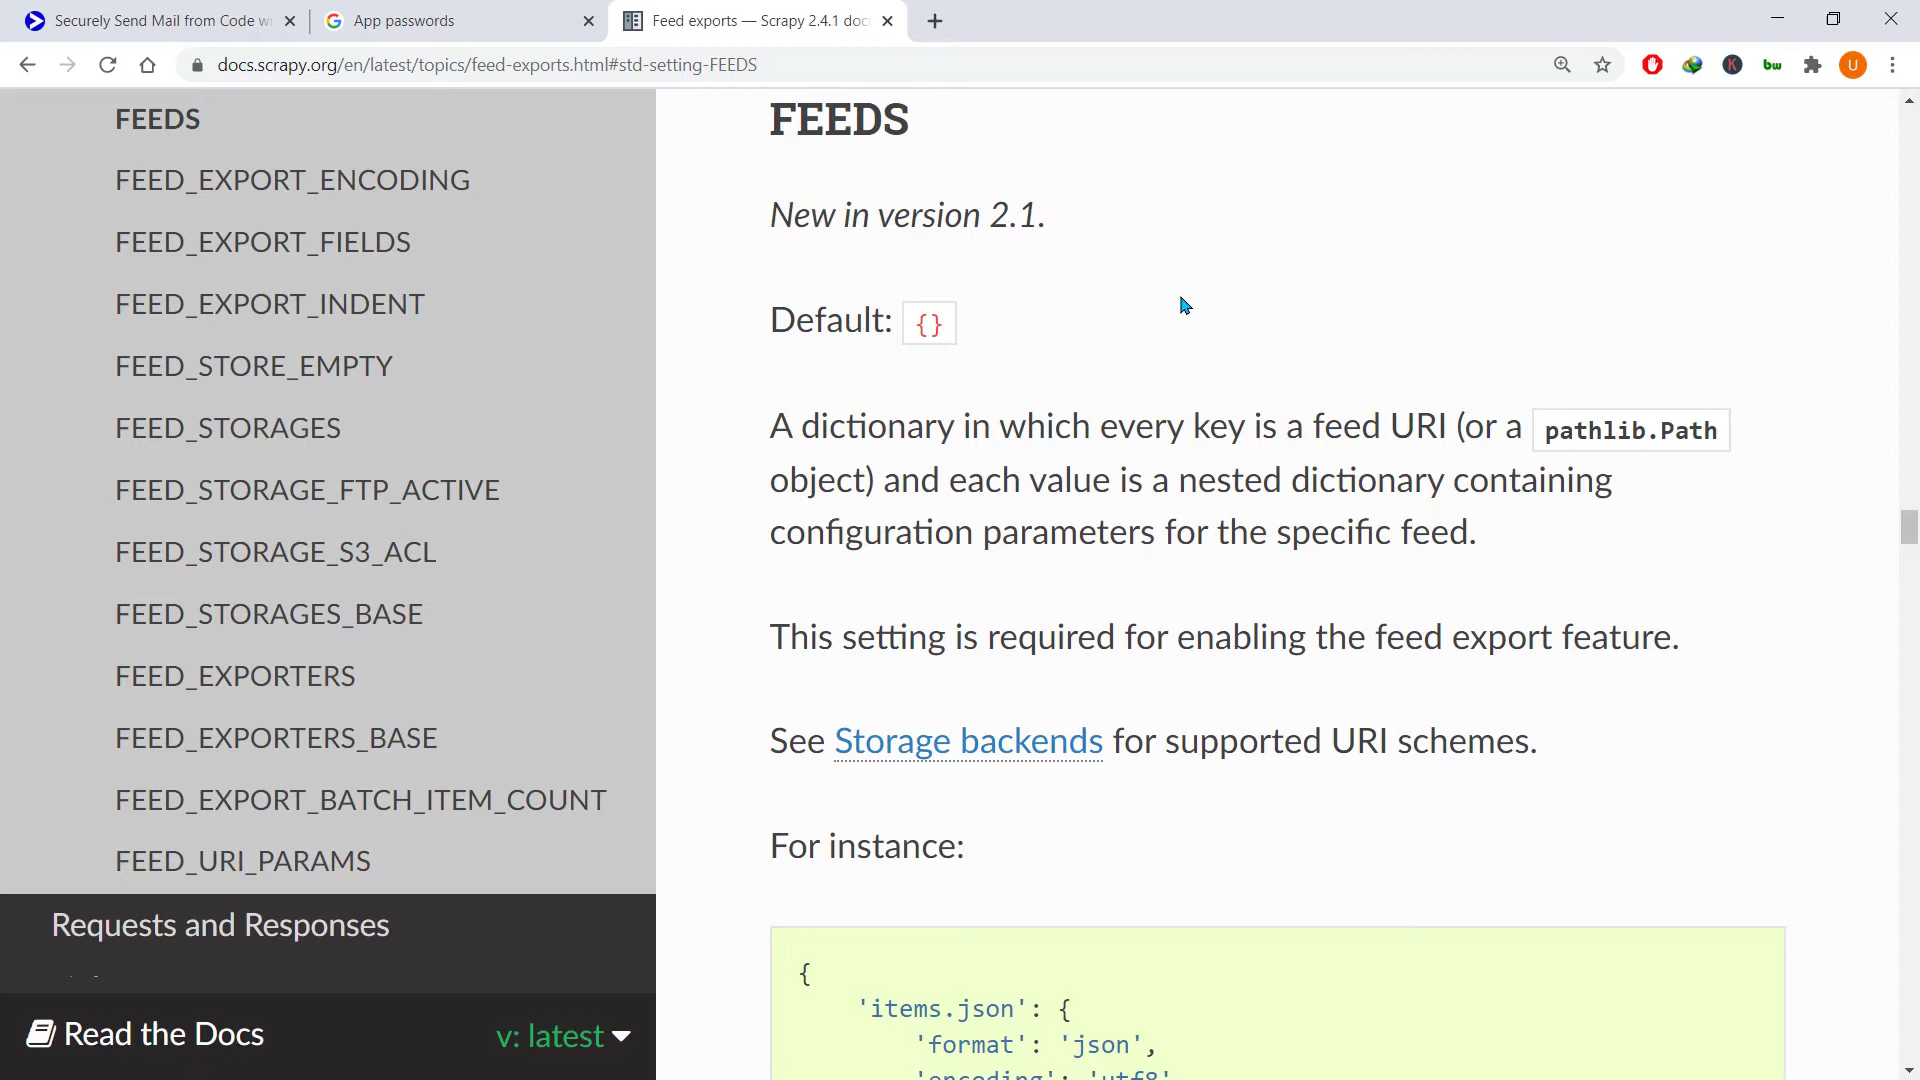 Securely Send Mail from Code w
App passwords
Feed exports — Scrapy 2.4.1 doc
docs.scrapy.org/en/latest/topics/feed-exports.html#std-setting-FEEDS
K
bw
U
FEEDS
FEED_EXPORT_ENCODING
FEED_EXPORT_FIELDS
FEED_EXPORT_INDENT
FEED_STORE_EMPTY
FEED_STORAGES
FEED_STORAGE_FTP_ACTIVE
FEED_STORAGE_S3_ACL
FEED_STORAGES_BASE
FEED_EXPORTERS
FEED_EXPORTERS_BASE
FEED_EXPORT_BATCH_ITEM_COUNT
FEED_URI_PARAMS
Requests and Responses
Read the Docs
v: latest
FEEDS
New in version 2.1.
Default: {}
A dictionary in which every key is a feed URI (or a pathlib.Path
object) and each value is a nested dictionary containing
configuration parameters for the specific feed.
This setting is required for enabling the feed export feature.
See Storage backends for supported URI schemes.
For instance:
{
'items.json': {
'format': 'json',
'encoding': 'utf8'